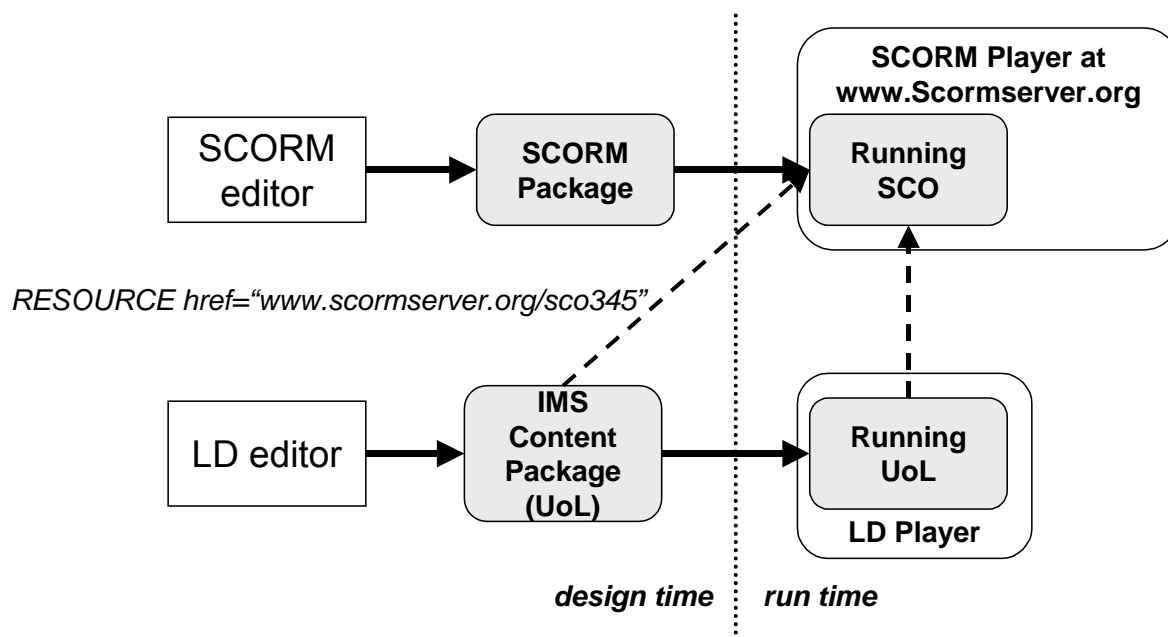 SCORM Player at
www.Scormserver.org
SCORM
editor
SCORM
Package
Running
SCO
RESOURCE href=“www.scormserver.org/sco345”
LD editor
IMS
Content
Package
(UoL)
Running
UoL
LD Player
design time
run time